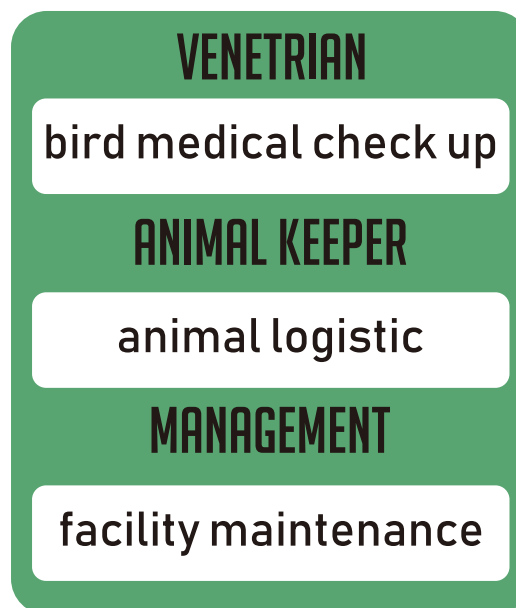 VENETRIAN
bird medical check up
ANIMAL KEEPER
animal logistic
MANAGEMENT
facility maintenance